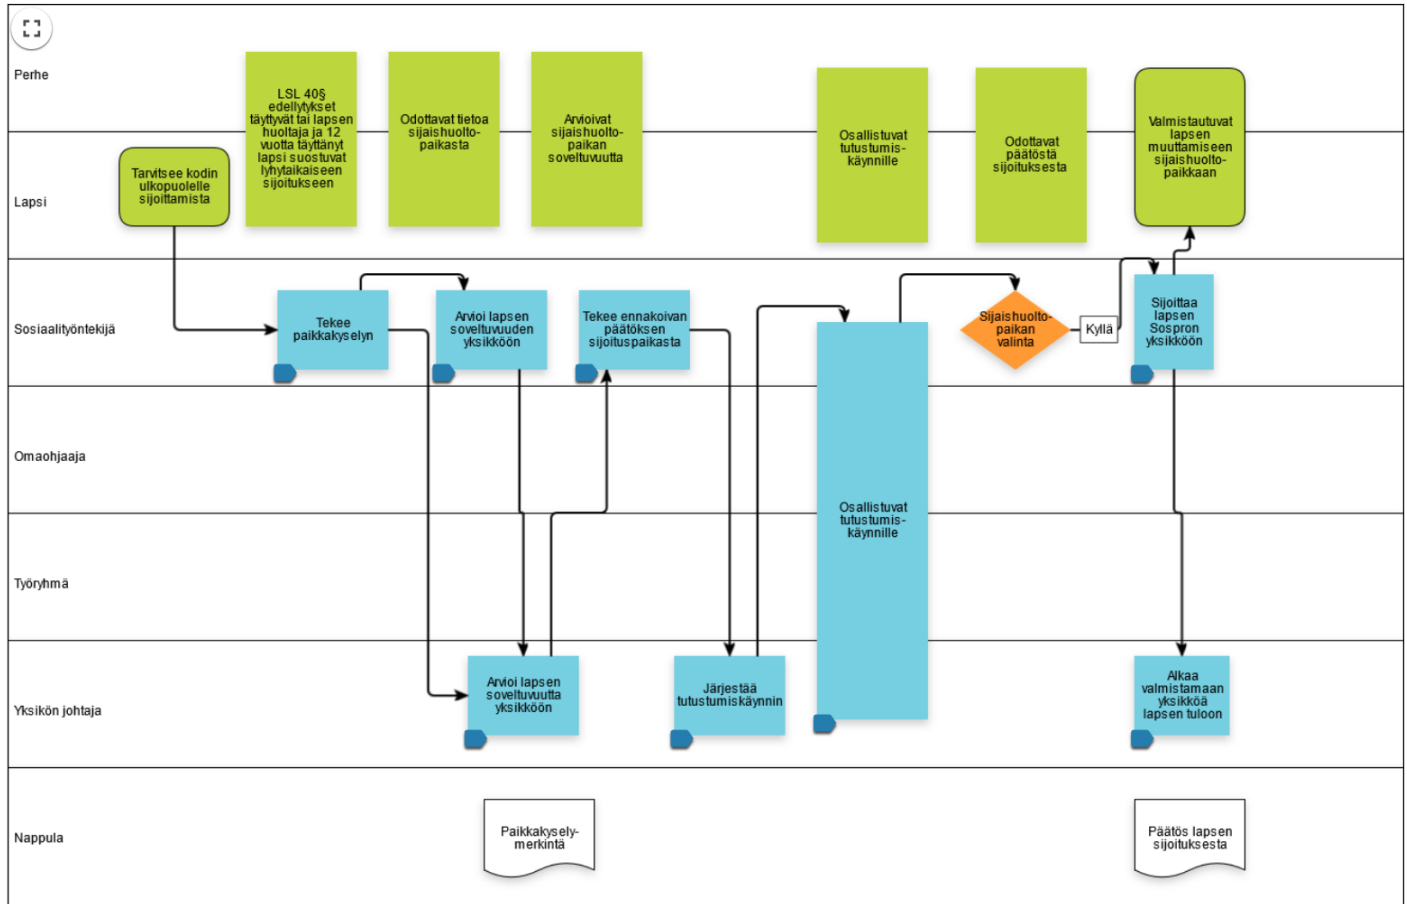 Perhe
LSL 40§
edellytykset
täyttyvät tai lapsen
huoltaja ja 12
vuotta täyttänyt
lapsi suostuvat
lyhytaikaiseen
sijoitukseen
Odottavat tietoa
sijaishuolto-
paikasta
Arvioivat
sijaishuolto-
paikan
soveltuvuutta
Osallistuvat
tutustumis-
käynnille
Odottavat
päätöstä
sijoituksesta
Valmistautuvat
lapsen
muuttamiseen
sijaishuolto-
paikkaan
Lapsi
Tarvitsee kodin
ulkopuolelle
sijoittamista
Sosiaalityöntekijä
Tekee
paikkakyselyn
Arvioi lapsen
soveltuvuuden
yksikköön
Tekee ennakoivan
päätöksen
sijoituspaikasta
Sijaishuolto-
paikan
valinta
Kyllä
Sijoittaa
lapsen
Sospron
yksikköön
Omaohjaaja
Osallistuvat
tutustumis-
käynnille
Työryhmä
Yksikön johtaja
Arvioi lapsen
soveltuvuutta
yksikköön
Järjestää
tutustumiskäynnin
Alkaa
valmistamaan
yksikköä
lapsen tuloon
Nappula
Paikkakysely-
merkintä
Päätös lapsen
sijoituksesta